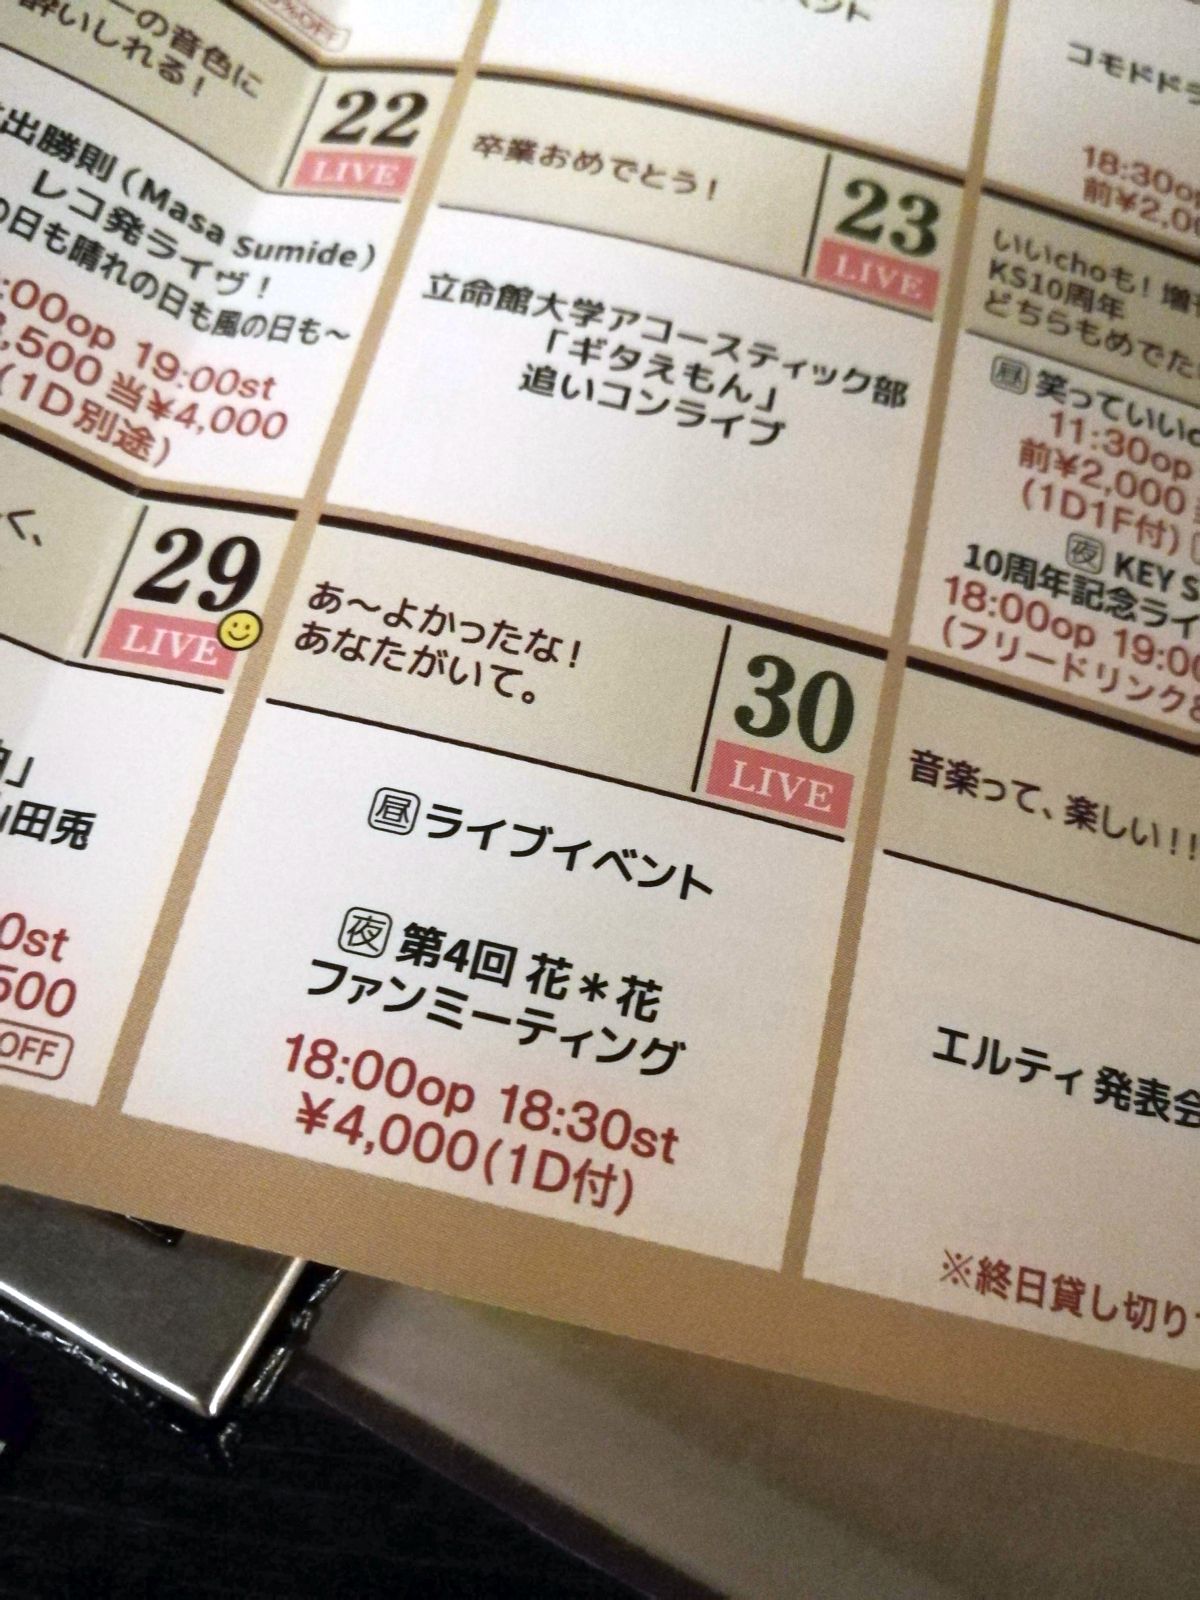 ーの音色に
酔いしれる！
22
LIVE
出勝則（Masa Sumide）
レコ発ライヴ！
の日も晴れの日も風の日も～
:00op 19:00st
,500 当¥4,000
（1D別途）
卒業おめでとう！
23
LIVE
立命館大学アコースティック部
「ギタえもん」
追いコンライブ
コモドド
18:30op
前¥2,00
いいchoも！増
KS10周年
どちらもめでた
昼 笑っていい
11:30op
前¥2,000
(1D1F付)
夜 KEY S
10周年記念ライ
18:00op 19:00
(フリードリンク&
く、
29
LIVE
」
山田兎
0st
500
OFF
あ～よかったな！
あなたがいて。
30
LIVE
昼 ライブイベント
夜 第4回 花＊花
ファンミーティング
18:00op 18:30st
¥4,000(1D付)
音楽って、楽しい！！
エルティ 発表会
※終日貸し切り